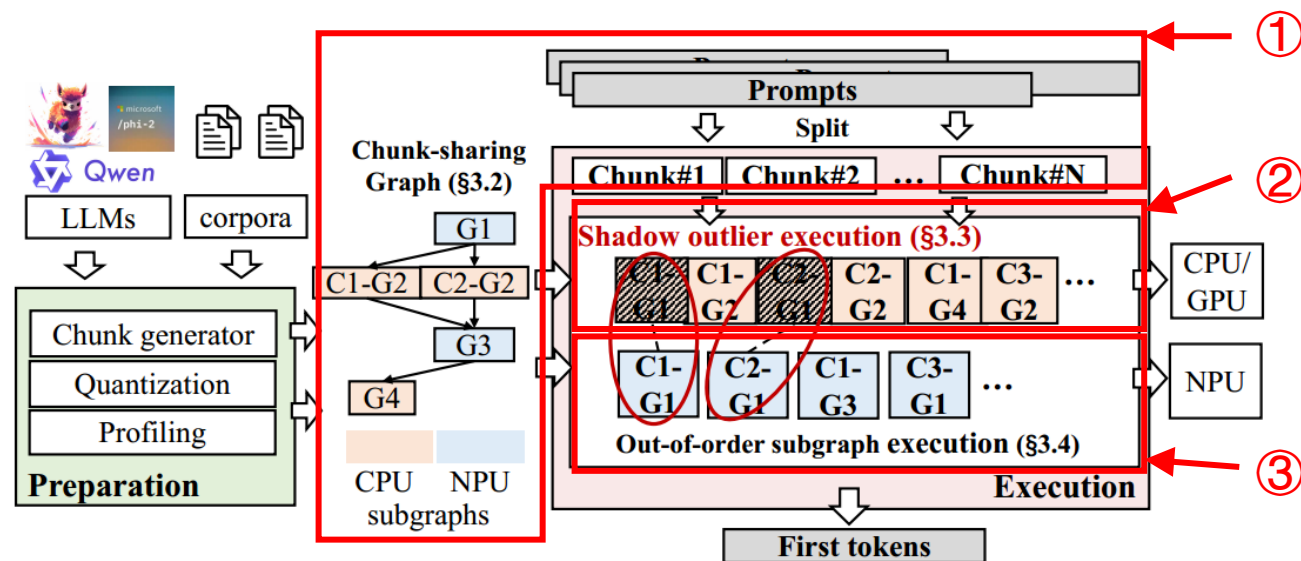 ①
Prompts
Split
microsoft
/phi-2
Qwen
LLMs
corpora
Chunk-sharing
Graph (§3.2)
Chunk#1
Chunk#2
...
Chunk#N
②
Shadow outlier execution (§3.3)
G1
C1-G2
C2-G2
G3
G4
C1-
G1
C1-
G2
C2-
G1
C2-
G2
C1-
G4
C3-
G2
...
CPU/
GPU
C1-
G1
C2-
G1
C1-
G3
C3-
G1
...
NPU
Out-of-order subgraph execution (§3.4)
③
Chunk generator
Quantization
Profiling
Preparation
CPU
NPU
subgraphs
Execution
First tokens